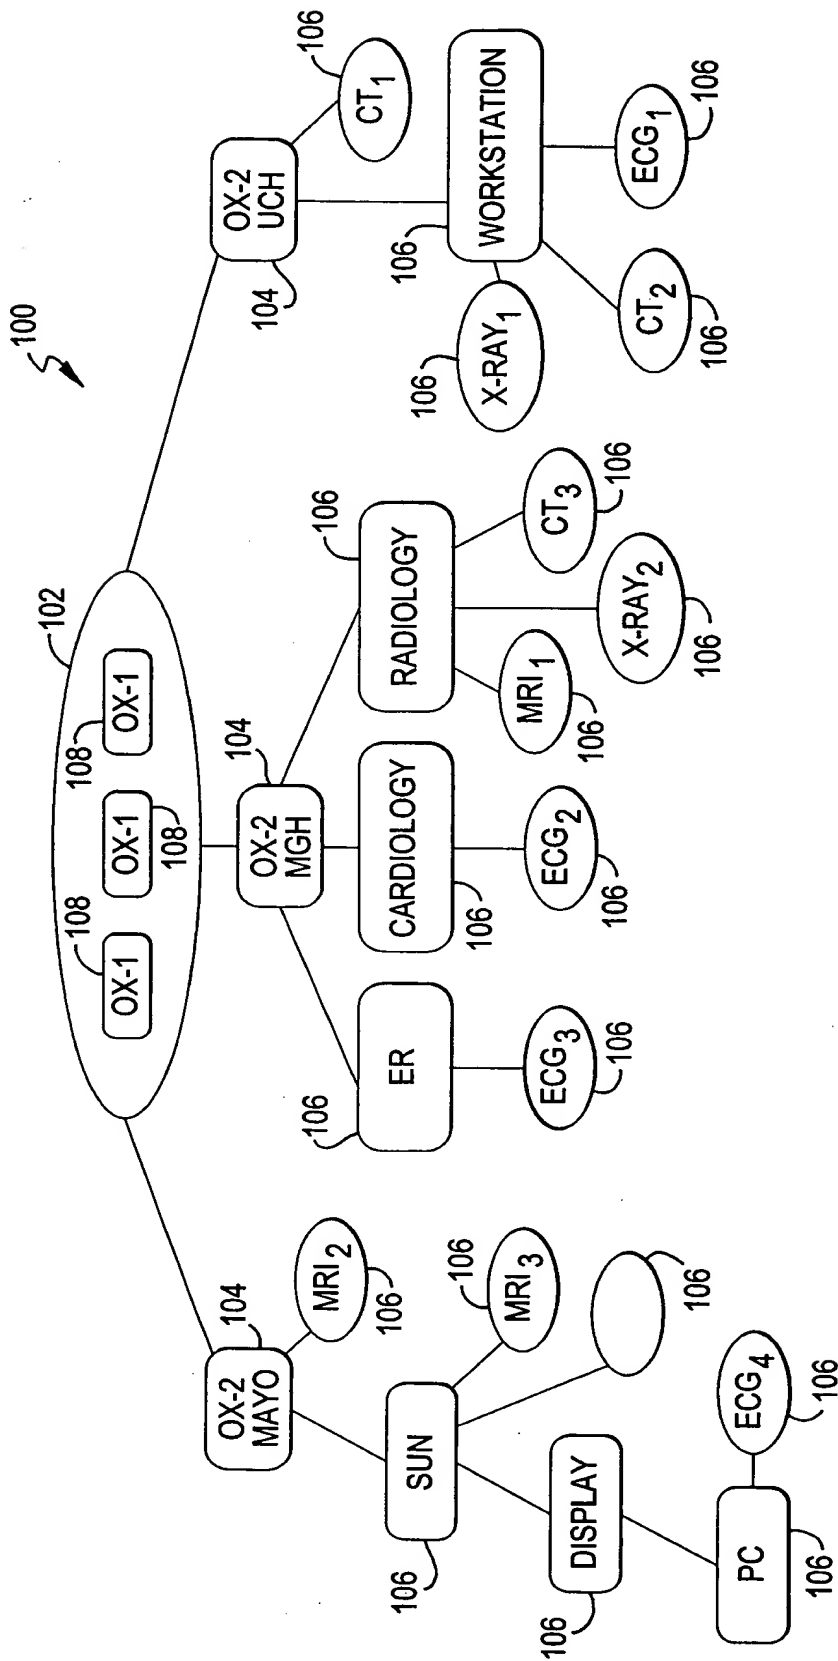 100
102
108
OX-1
OX-1
108
108
OX-1
104
OX-2
MAYO
MRI2
106
SUN
106
MRI3
106
106
DISPLAY
106
PC
106
ECG4
106
104
OX-2
MGH
106
ER
ECG3
106
CARDIOLOGY
106
ECG2
106
106
RADIOLOGY
MRI1
106
X-RAY2
106
CT3
106
OX-2
UCH
104
CT1
106
106
WORKSTATION
X-RAY1
106
CT2
106
ECG1
106